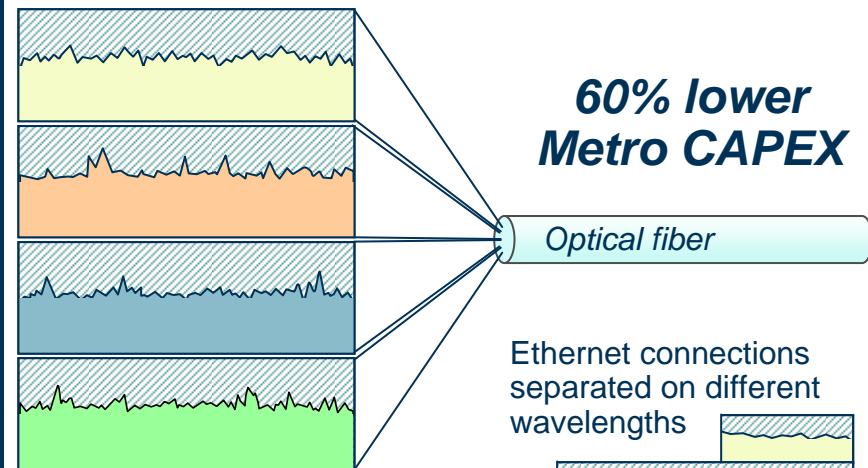 60% lower
Metro CAPEX
Optical fiber
Ethernet connections
separated on different
wavelengths